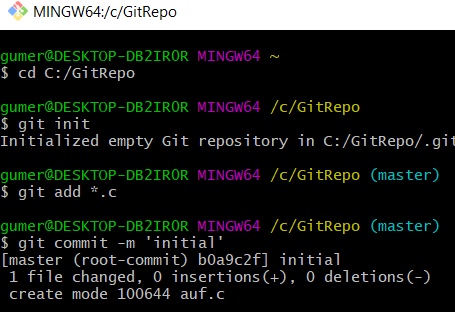 MINGW64:/c/GitRepo
gumer@DESKTOP-DB2IR0R MINGW64 ~
$ cd C:/GitRepo
gumer@DESKTOP-DB2IR0R MINGW64 /c/GitRepo
$ git init
Initialized empty Git repository in C:/GitRepo/.git
gumer@DESKTOP-DB2IR0R MINGW64 /c/GitRepo (master)
$ git add *.c
gumer@DESKTOP-DB2IR0R MINGW64 /c/GitRepo (master)
$ git commit -m 'initial'
[master (root-commit) b0a9c2f] initial
1 file changed, 0 insertions(+), 0 deletions(-)
create mode 100644 auf.c